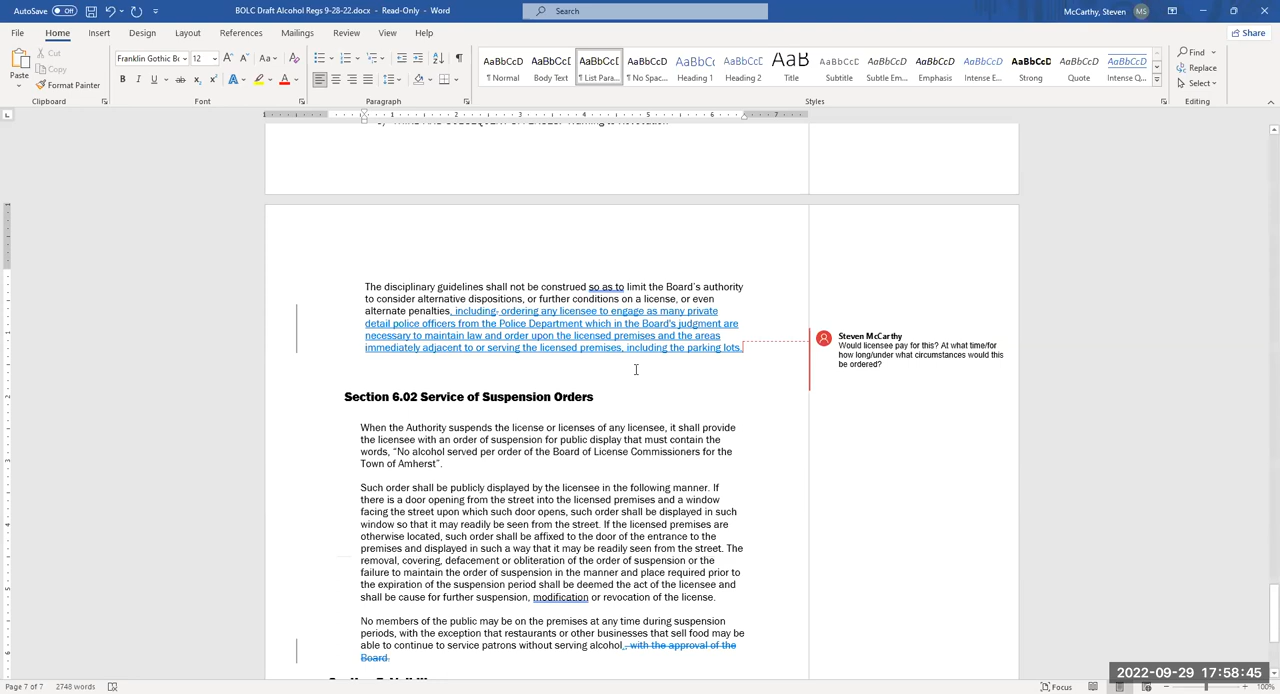 AutoSave Off BOLC Draft Alcohol Regs 9-28-22.docx - Read-Only - Word Search McCarthy, Steven MS
File Home Insert Design Layout References Mailings Review View Help Share
Paste Cut Copy Format Painter Clipboard
Franklin Gothic B 12 Font
Paragraph
AaBbCcD AaBbCcD AaBbCcD AaBbCcD AaBbCc AaBbCcD AaB AaBbCcD AaBbCcD AaBbCcD AaBbCcD AaBbCcD AaBbCcD AaBbCcD
¶ Normal Body Text ¶ List Para... ¶ No Spac... Heading 1 Heading 2 Title Subtitle Subtle Em... Emphasis Intense E... Strong Quote Intense Q...
Styles
Find Replace Select Editing
The disciplinary guidelines shall not be construed so as to limit the Board's authority
to consider alternative dispositions, or further conditions on a license, or even
alternate penalties, including- ordering any licensee to engage as many private
detail police officers from the Police Department which in the Board's judgment are
necessary to maintain law and order upon the licensed premises and the areas
immediately adjacent to or serving the licensed premises, including the parking lots.
Steven McCarthy
Would licensee pay for this? At what time/for
how long/under what circumstances would this
be ordered?
Section 6.02 Service of Suspension Orders
When the Authority suspends the license or licenses of any licensee, it shall provide
the licensee with an order of suspension for public display that must contain the
words, "No alcohol served per order of the Board of License Commissioners for the
Town of Amherst".
Such order shall be publicly displayed by the licensee in the following manner. If
there is a door opening from the street into the licensed premises and a window
facing the street upon which such door opens, such order shall be displayed in such
window so that it may readily be seen from the street. If the licensed premises are
otherwise located, such order shall be affixed to the door of the entrance to the
premises and displayed in such a way that it may be readily seen from the street. The
removal, covering, defacement or obliteration of the order of suspension or the
failure to maintain the order of suspension in the manner and place required prior to
the expiration of the suspension period shall be deemed the act of the licensee and
shall be cause for further suspension, modification or revocation of the license.
No members of the public may be on the premises at any time during suspension
periods, with the exception that restaurants or other businesses that sell food may be
able to continue to service patrons without serving alcohol., with the approval of the
Board.
2022-09-29 17:58:45
Page 7 of 7 2748 words Focus 100%